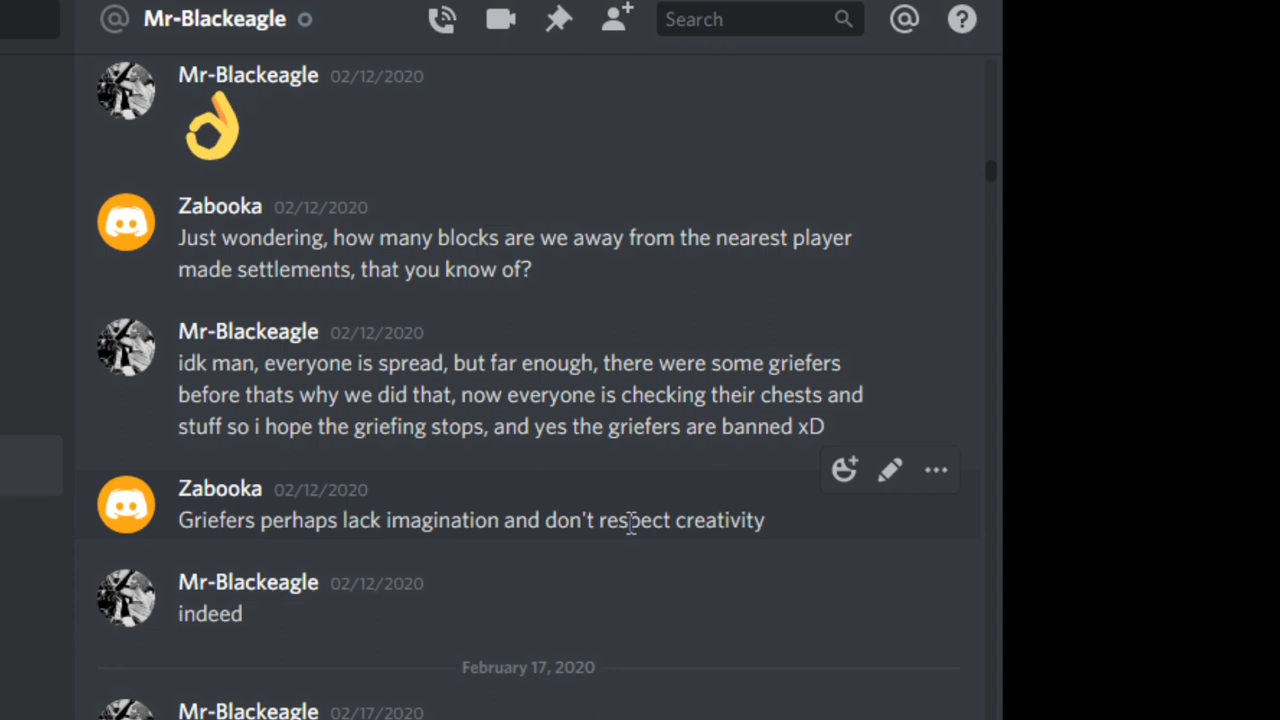 Mr-Blackeagle
Search
Mr-Blackeagle 02/12/2020
Zabooka 02/12/2020
Just wondering, how many blocks are we away from the nearest player
made settlements, that you know of?
Mr-Blackeagle 02/12/2020
idk man, everyone is spread, but far enough, there were some griefers
before thats why we did that, now everyone is checking their chests and
stuff so i hope the griefing stops, and yes the griefers are banned xD
Zabooka 02/12/2020
Griefers perhaps lack imagination and don't respect creativity
Mr-Blackeagle 02/12/2020
indeed
February 17, 2020
Mr-Blackeagle 02/17/2020